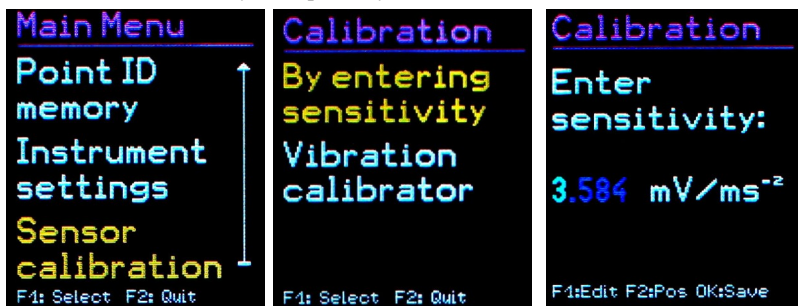 Main Menu
Point ID
memory
Instrument
settings
Sensor
calibration
F1: Select F2: Quit
Calibration
By entering
sensitivity
Vibration
calibrator
F1: Select F2: Quit
Calibration
Enter
sensitivity:
3.584 mV/ms⁻²
F1:Edit F2:Pos OK:Save